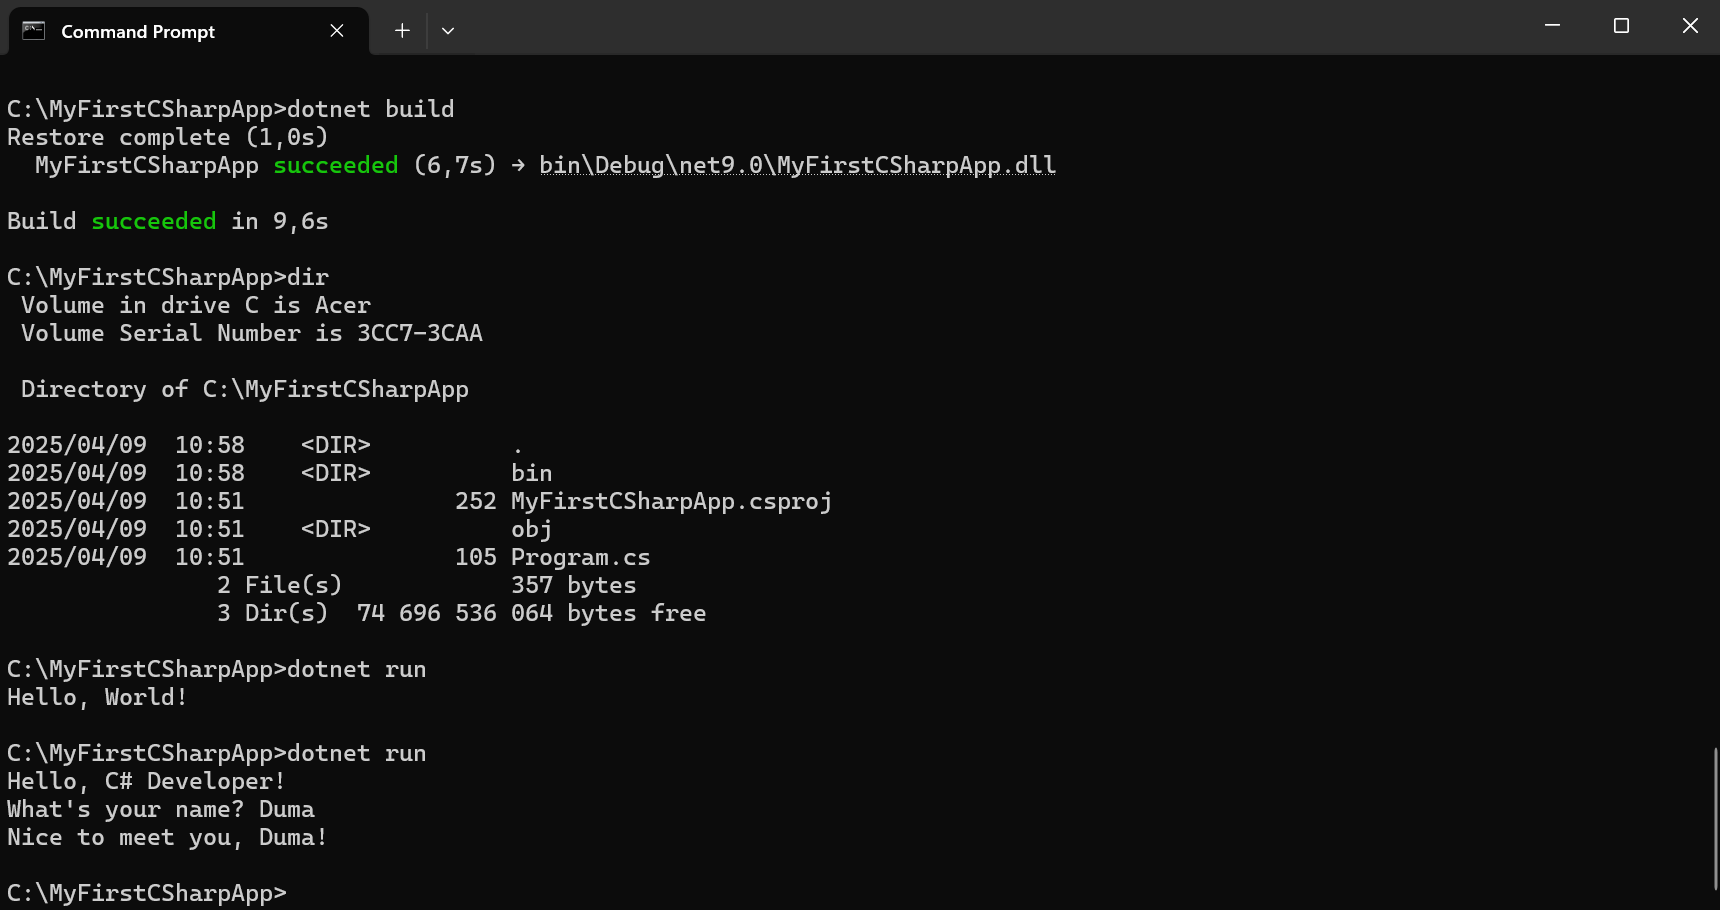 Command Prompt
C:\MyFirstCSharpApp>dotnet build
Restore complete (1,0s)
  MyFirstCSharpApp succeeded (6,7s) → bin\Debug\net9.0\MyFirstCSharpApp.dll
Build succeeded in 9,6s
C:\MyFirstCSharpApp>dir
 Volume in drive C is Acer
 Volume Serial Number is 3CC7-3CAA
 Directory of C:\MyFirstCSharpApp
2025/04/09  10:58    <DIR>          .
2025/04/09  10:58    <DIR>          bin
2025/04/09  10:51               252 MyFirstCSharpApp.csproj
2025/04/09  10:51    <DIR>          obj
2025/04/09  10:51               105 Program.cs
               2 File(s)            357 bytes
               3 Dir(s)  74 696 536 064 bytes free
C:\MyFirstCSharpApp>dotnet run
Hello, World!
C:\MyFirstCSharpApp>dotnet run
Hello, C# Developer!
What's your name? Duma
Nice to meet you, Duma!
C:\MyFirstCSharpApp>